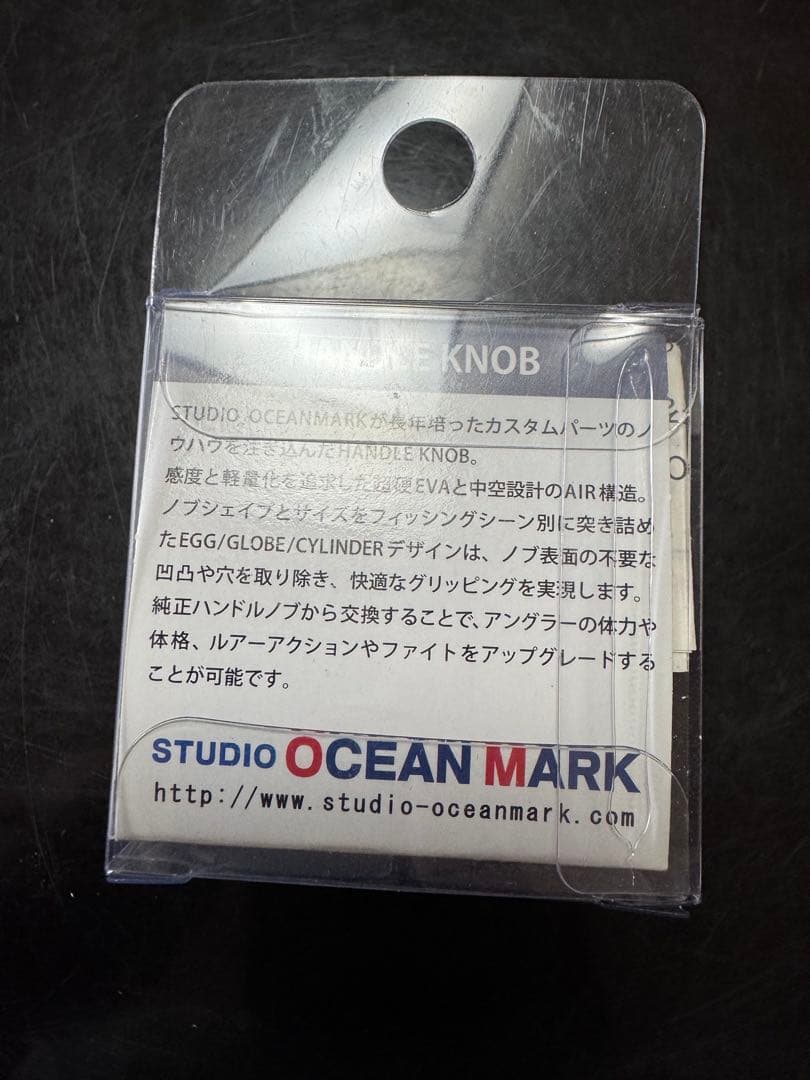 HANDLE KNOB
STUDIO OCEANMARKが長年培ったカスタムパーツのノ
ウハウを注き込んだHANDLE KNOB。
感度と軽量化を追求した超硬EVAと中空設計のAIR構造。
ノブシェイプとサイズをフィッシングシーン別に突き詰め
たEGG/GLOBE/CYLINDERデザインは、ノブ表面の不要な
凹凸や穴を取り除き、快適なグリッピングを実現します。
純正ハンドルノブから交換することで、アングラーの体力や
体格、ルアーアクションやファイトをアップグレードする
ことが可能です。
STUDIO OCEAN MARK
http://www.studio-oceanmark.com